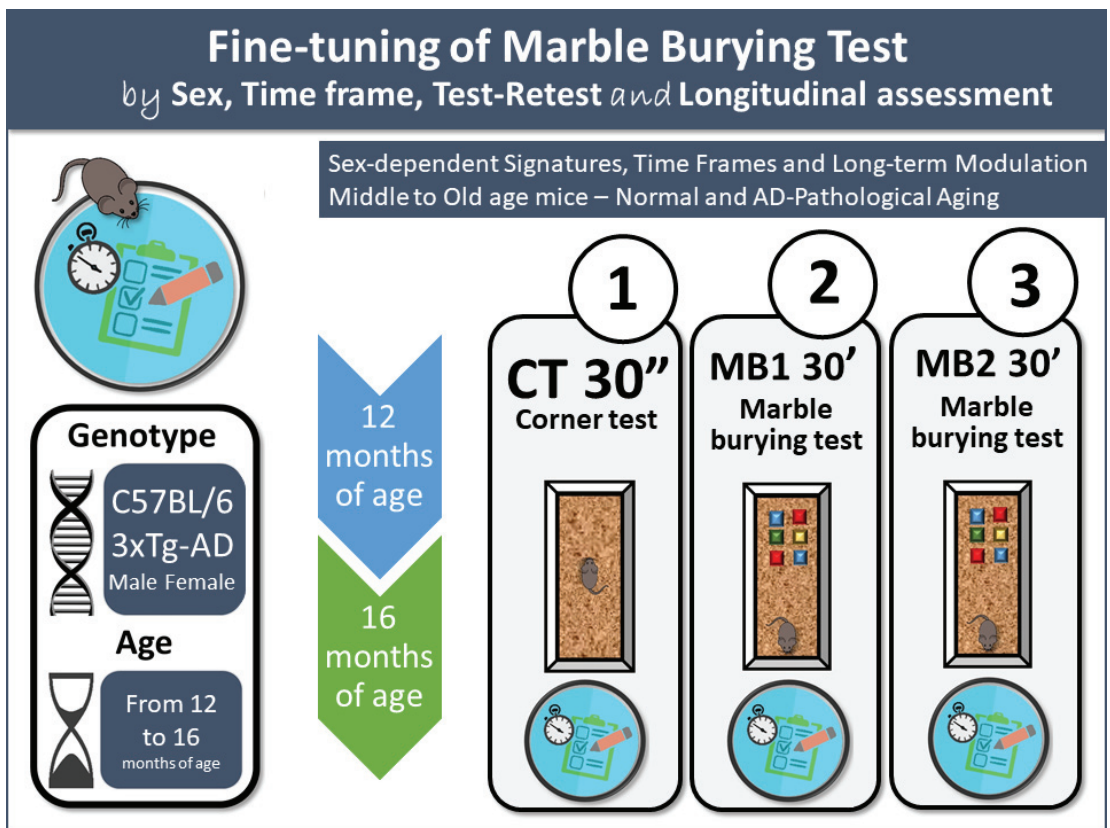 Fine-tuning of Marble Burying Test
by Sex, Time frame, Test-Retest and Longitudinal assessment
Sex-dependent Signatures, Time Frames and Long-term Modulation
Middle to Old age mice – Normal and AD-Pathological Aging
Genotype
C57BL/6
3xTg-AD
Male Female
Age
From 12
to 16
months of age
12
months
of age
16
months
of age
1
CT 30”
Corner test
2
MB1 30’
Marble
burying test
3
MB2 30’
Marble
burying test